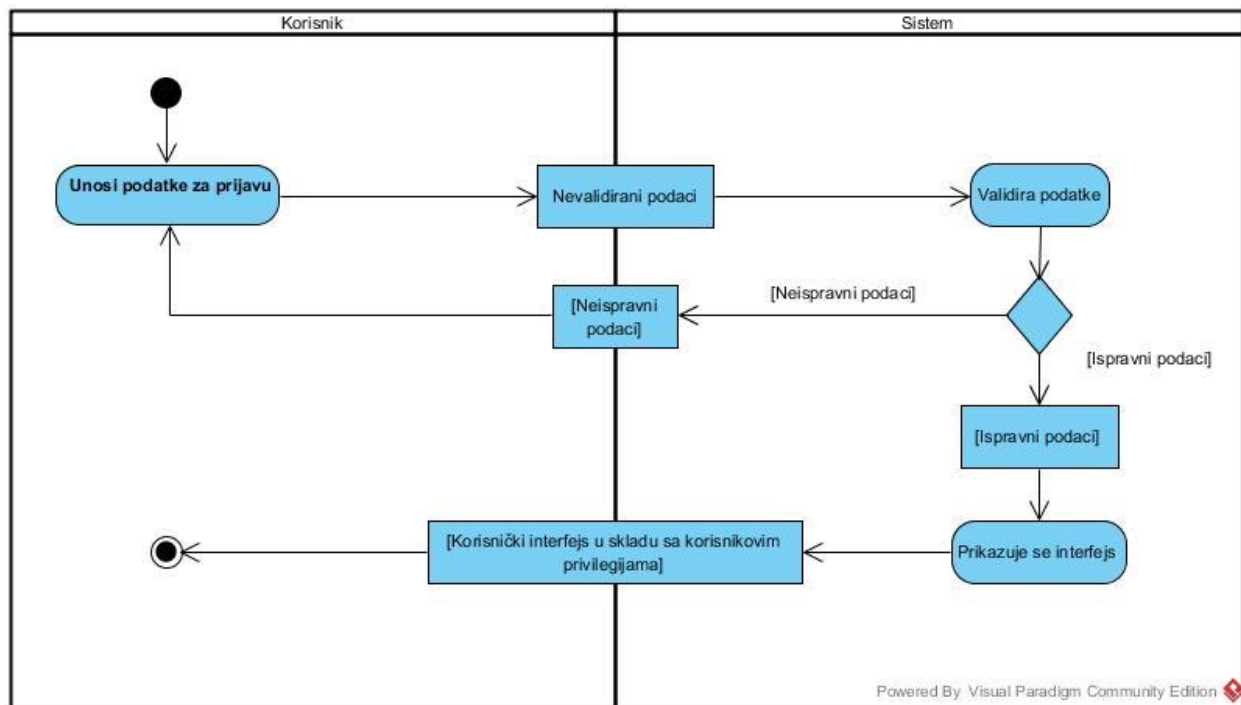 Korisnik
Sistem
Unosi podatke za prijavu
Nevalidirani podaci
Validira podatke
[Neispravni podaci]
[Neispravni
podaci]
[Ispravni podaci]
[Ispravni podaci]
[Korisnički interfejs u skladu sa korisnikovim
privilegijama]
Prikazuje se interfejs
Powered By Visual Paradigm Community Edition